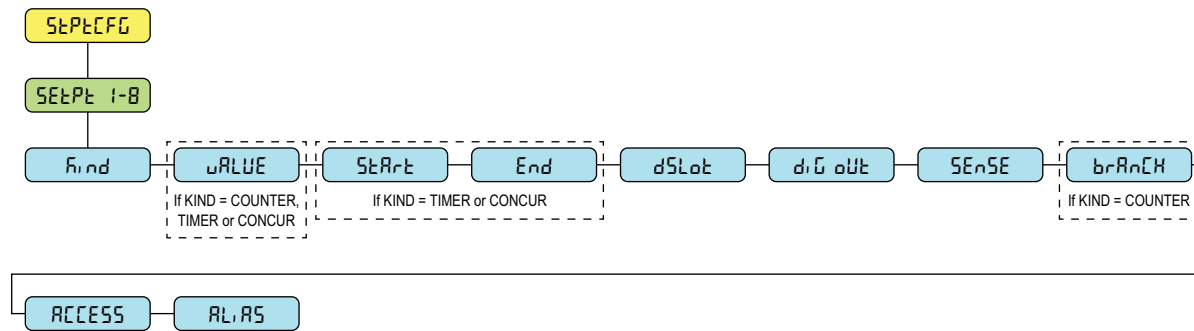 StPtCFG
SEtPt 1-8
Kind
vALUE
StArt
End
dSLot
diG oUt
SEnSE
brAnCH
If KIND = COUNTER,
TIMER or CONCUR
If KIND = TIMER or CONCUR
If KIND = COUNTER
ACCESS
ALiAS